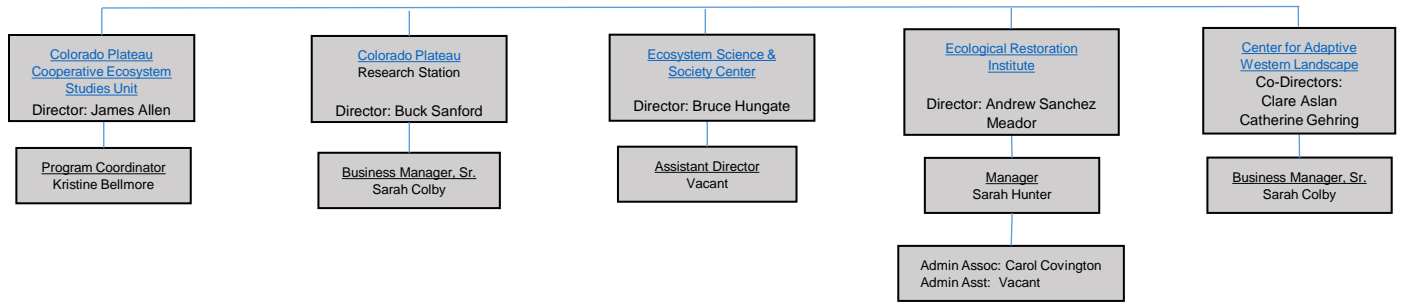 Colorado Plateau
Cooperative Ecosystem
Studies Unit
Director: James Allen
Program Coordinator
Kristine Bellmore
Colorado Plateau
Research Station
Director: Buck Sanford
Business Manager, Sr.
Sarah Colby
Ecosystem Science &
Society Center
Director: Bruce Hungate
Assistant Director
Vacant
Ecological Restoration
Institute
Director: Andrew Sanchez
Meador
Manager
Sarah Hunter
Admin Assoc: Carol Covington
Admin Asst: Vacant
Center for Adaptive
Western Landscape
Co-Directors:
Clare Aslan
Catherine Gehring
Business Manager, Sr.
Sarah Colby